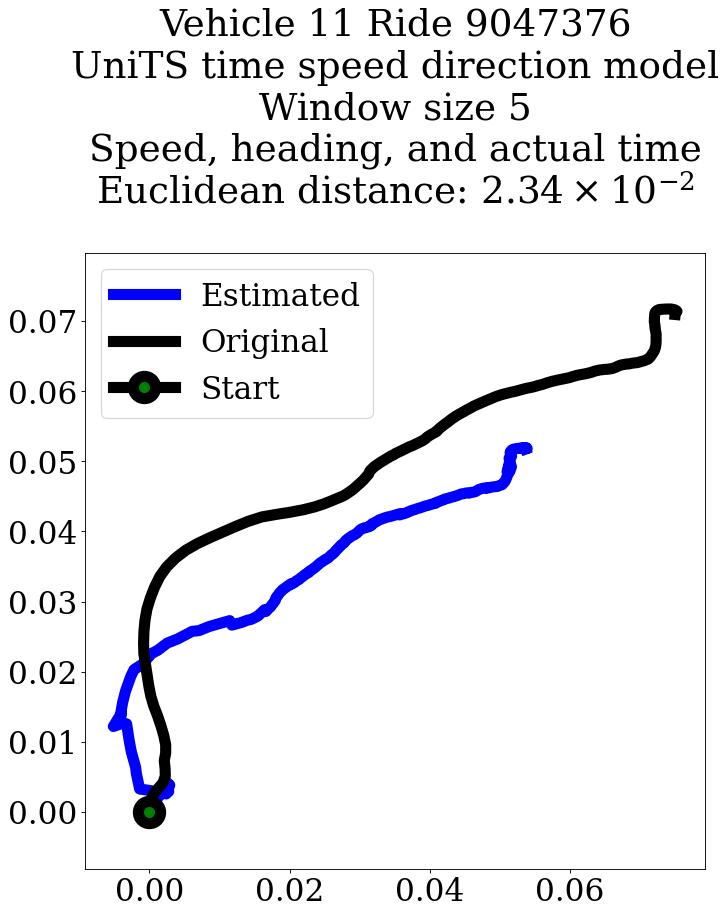 Vehicle 11 Ride 9047376
UniTS time speed direction model
Window size 5
Speed, heading, and actual time
Euclidean distance: 2.34 × 10⁻²
Estimated
Original
Start
0.07
0.06
0.05
0.04
0.03
0.02
0.01
0.00
0.00 0.02 0.04 0.06